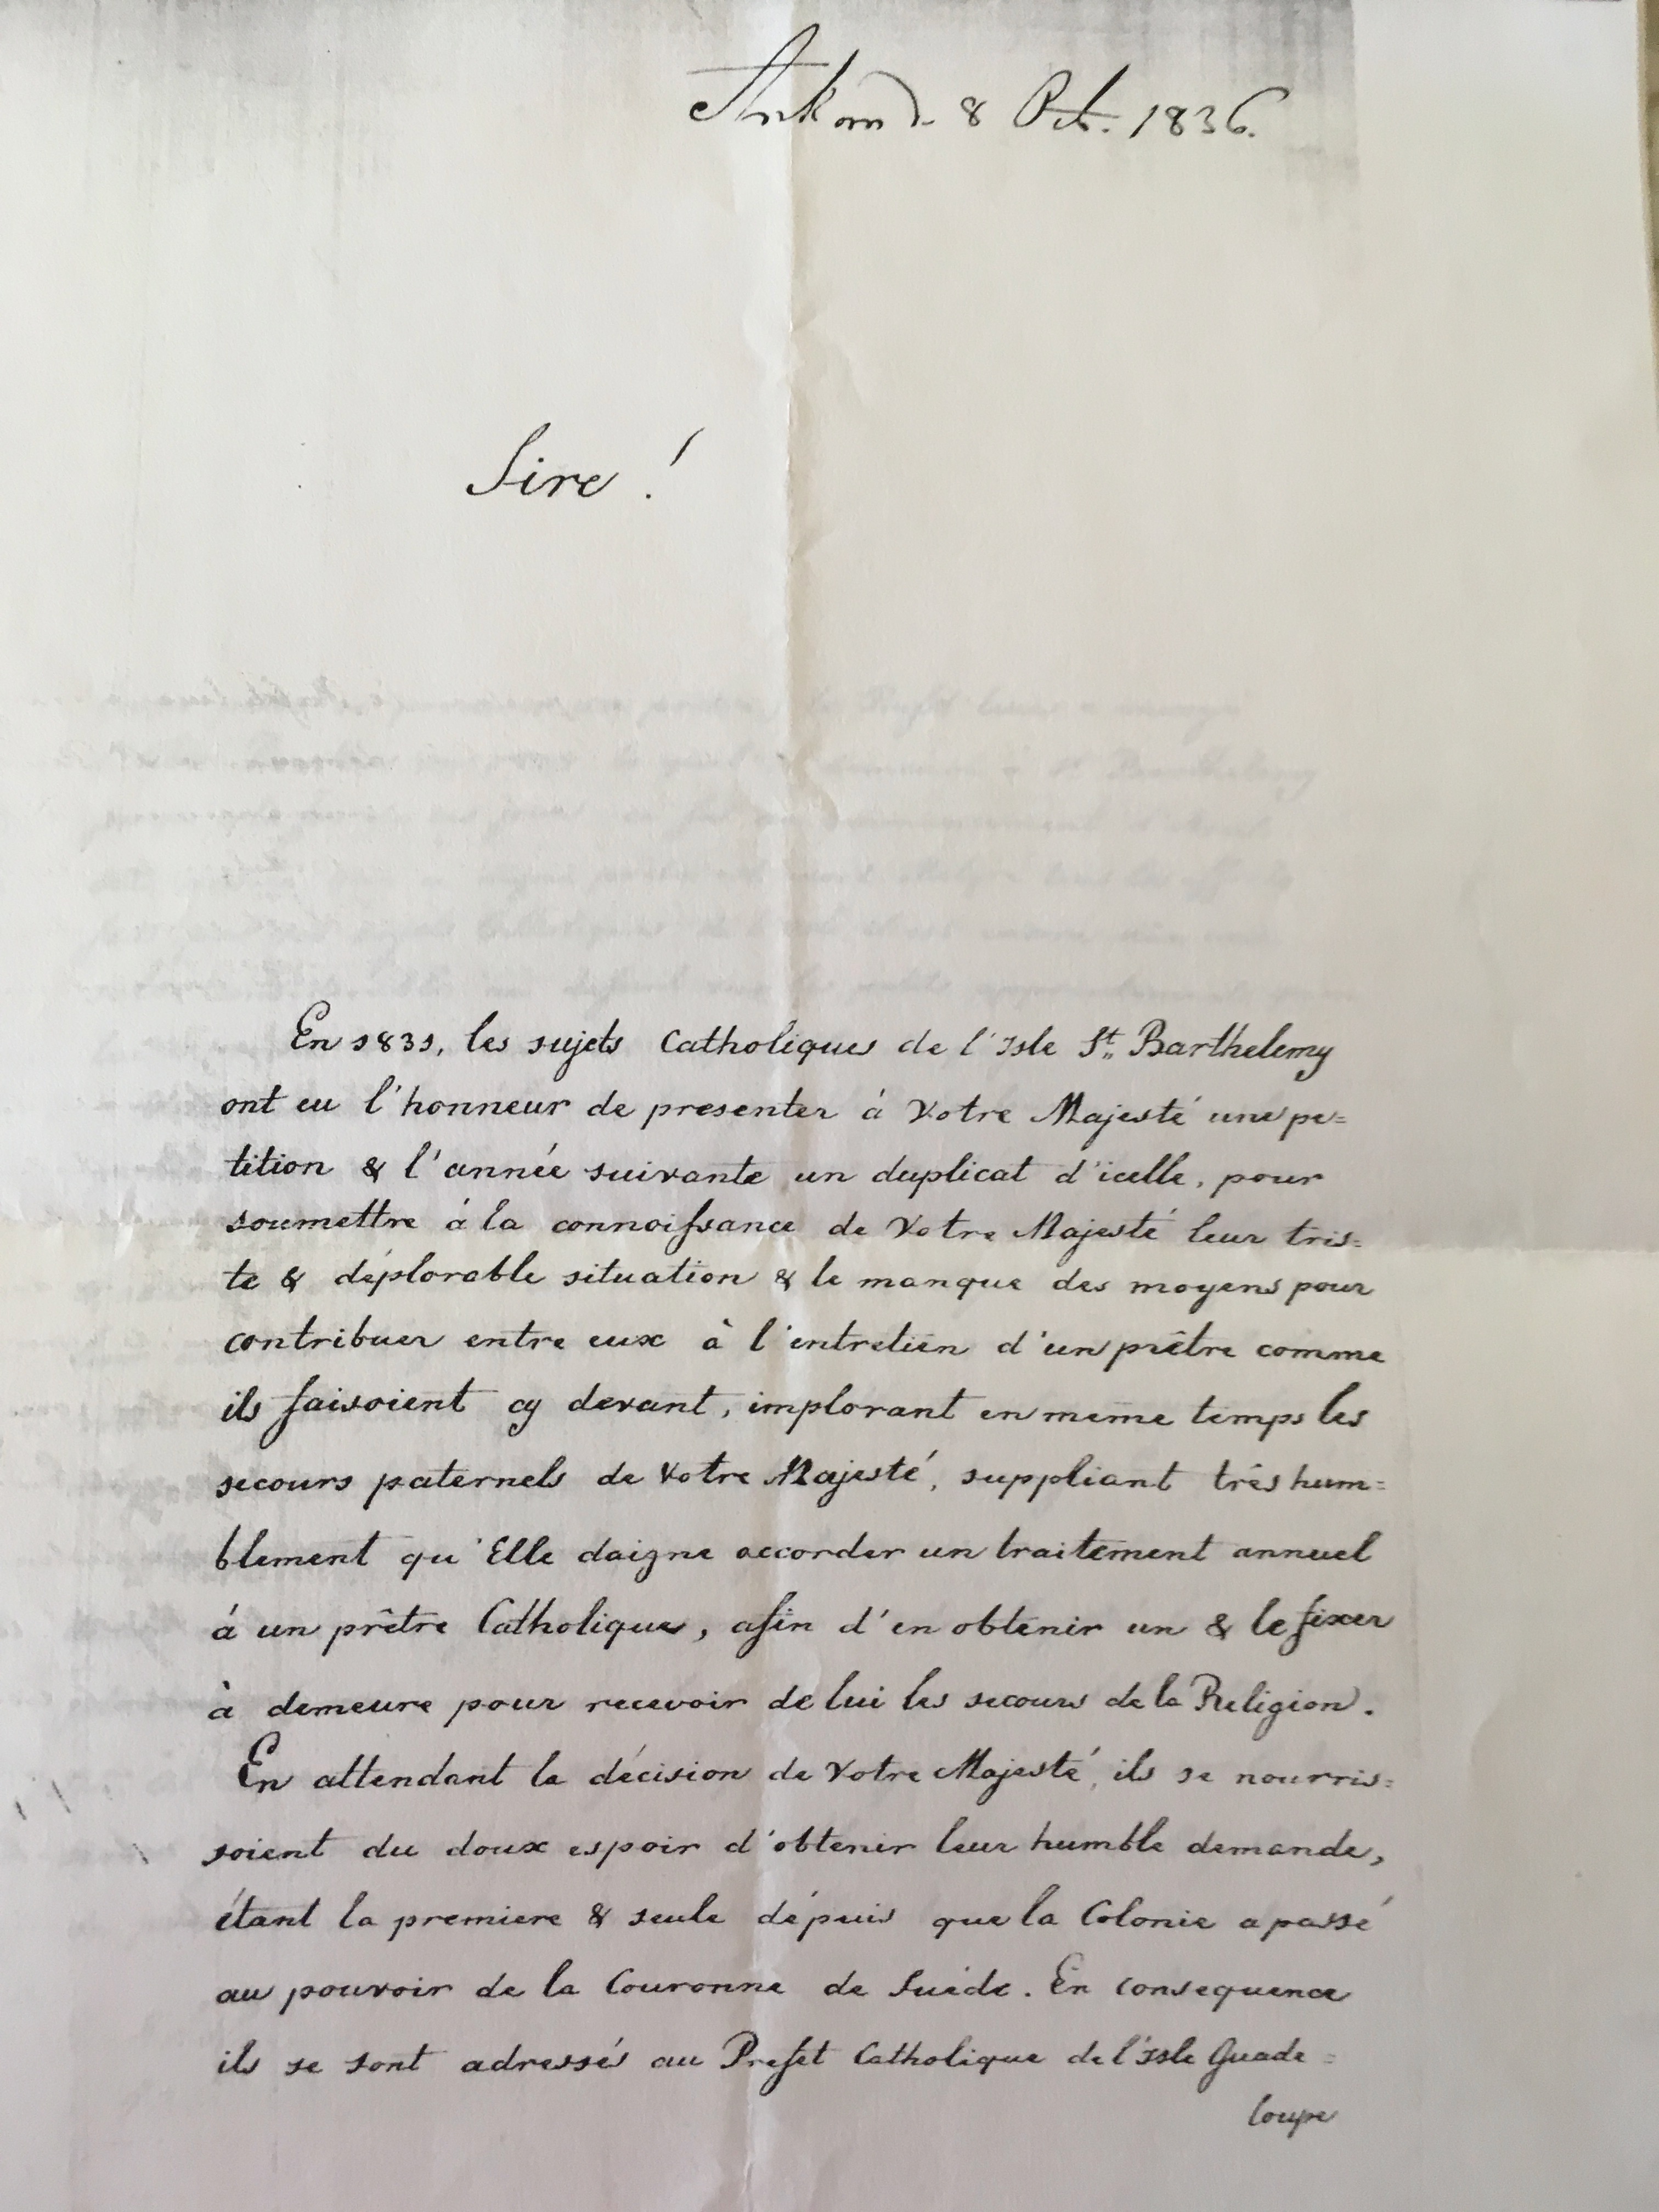 Ank. om d. 8 Oct. 1836.
Sire !
En 1831, les sujets Catholiques de l'Isle St. Barthelemy
ont eu l'honneur de presenter à Votre Majesté une pe=
tition & l'année suivante un duplicat d'icelle, pour
soumettre à la connoissance de Votre Majesté leur tris=
te & déplorable situation & le manque des moyens pour
contribuer entre eux à l'entretien d'un prêtre comme
ils faisoient cy devant, implorant en meme temps les
secours paternels de Votre Majesté, suppliant très hum=
blement qu'Elle daigne accorder un traitement annuel
à un prêtre Catholique, afin d'en obtenir un & le fixer
à demeure pour recevoir de lui les secours de la Religion.
En attendant la décision de Votre Majesté, ils se nourris=
soient du doux espoir d'obtenir leur humble demande,
étant la premiere & seule dépuis que la Colonie a passé
au pouvoir de la Couronne de Suéde. En consequence
ils se sont adressés au Prefet Catholique de l'isle Guade=
loupe